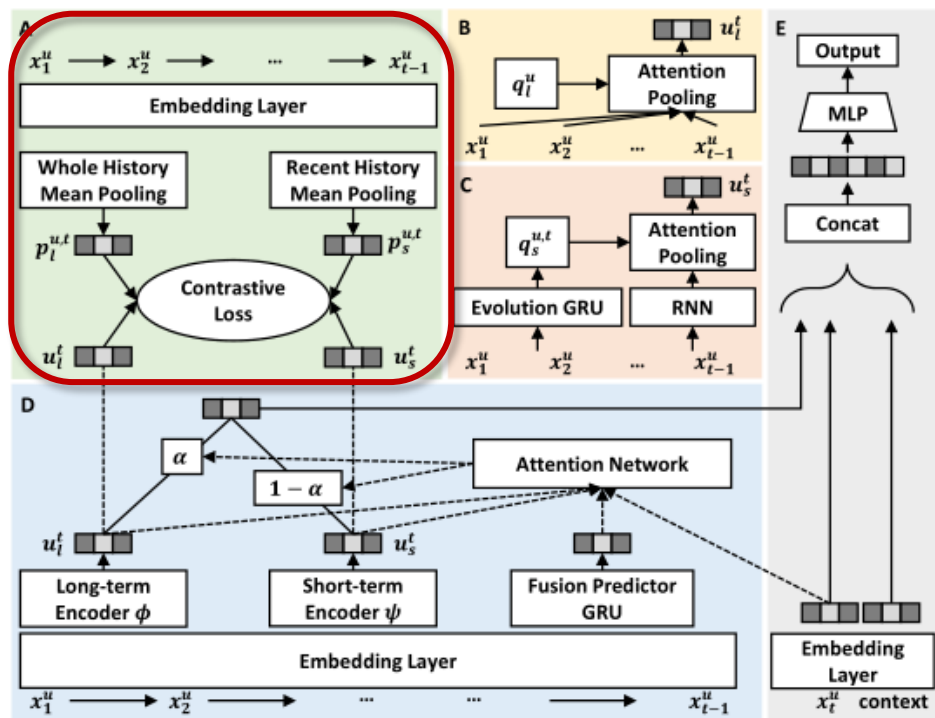 A
x_1^u x_2^u ... x_{t-1}^u
Embedding Layer
Whole History
Mean Pooling
Recent History
Mean Pooling
p_l^{u,t}
p_s^{u,t}
Contrastive
Loss
u_l^t
u_s^t
B
u_l^t
q_l^u
Attention
Pooling
x_1^u x_2^u ... x_{t-1}^u
C
u_s^t
q_s^{u,t}
Attention
Pooling
Evolution GRU
RNN
x_1^u x_2^u ... x_{t-1}^u
D
α
1 − α
Attention Network
u_l^t
u_s^t
Long-term
Encoder ϕ
Short-term
Encoder ψ
Fusion Predictor
GRU
Embedding Layer
x_1^u x_2^u ... ... x_{t-1}^u
E
Output
MLP
Concat
Embedding
Layer
x_t^u context